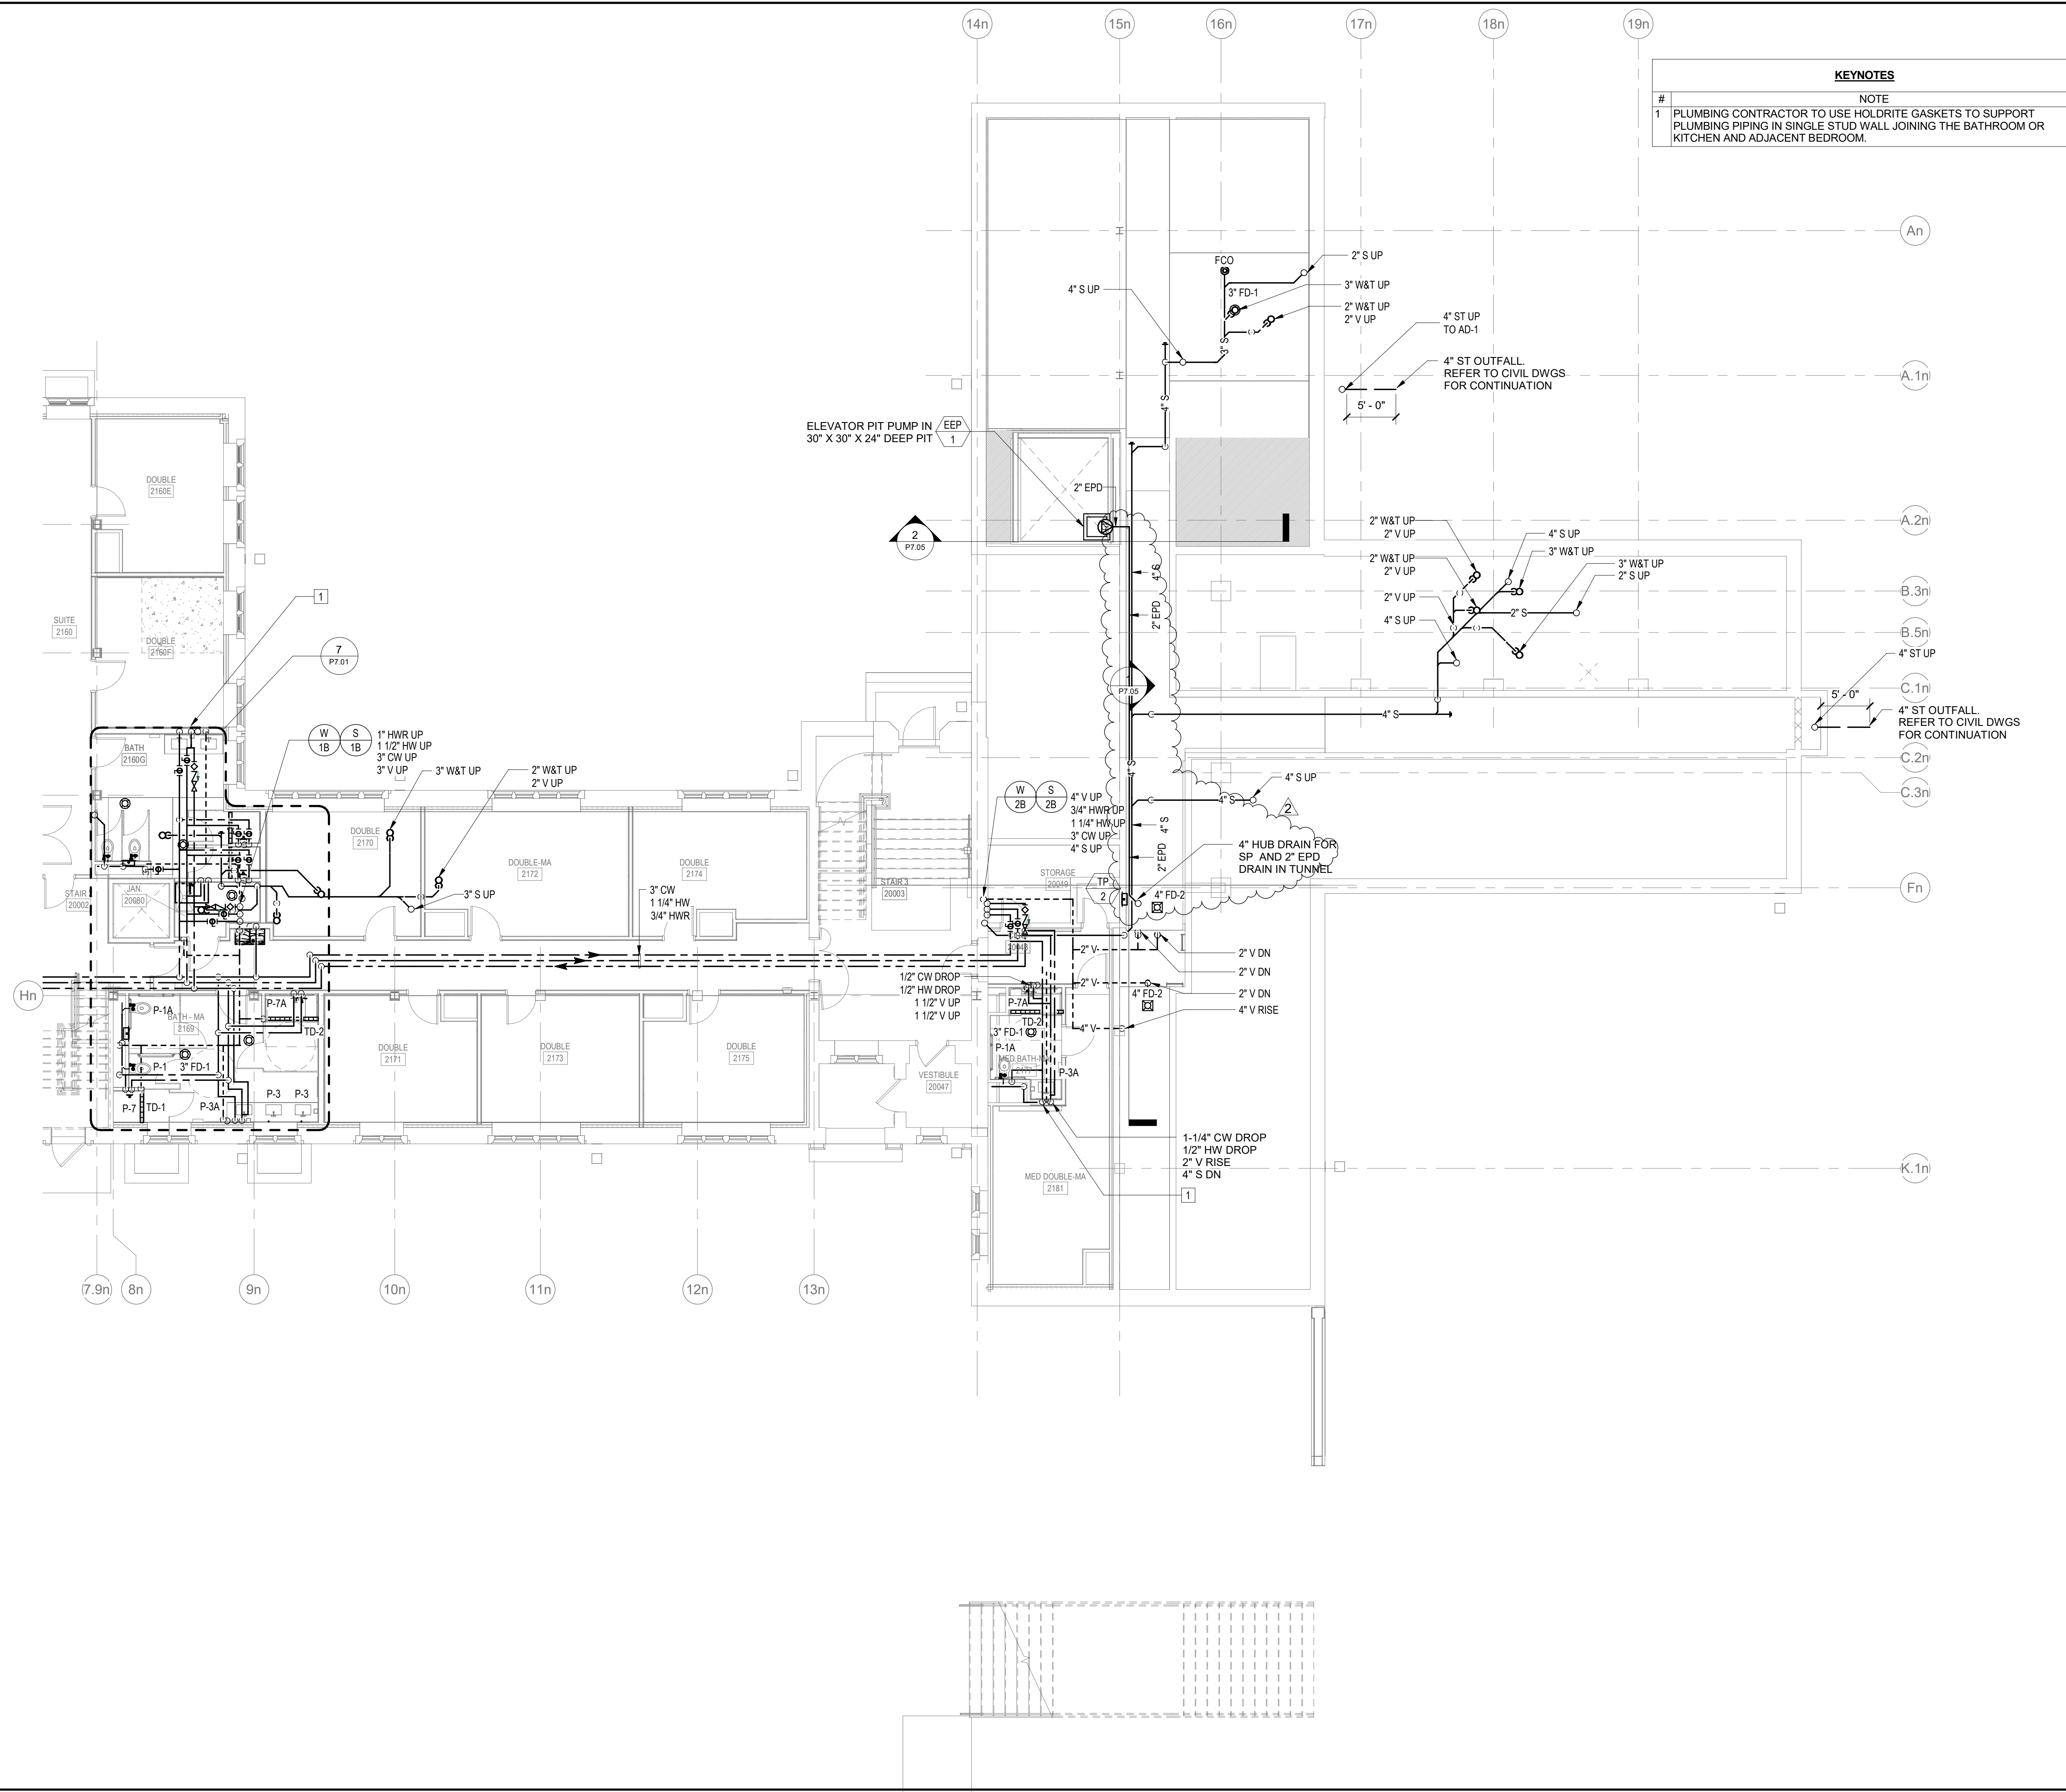 14n
15n
16n
17n
18n
19n
KEYNOTES
# NOTE
1 PLUMBING CONTRACTOR TO USE HOLDRITE GASKETS TO SUPPORT
PLUMBING PIPING IN SINGLE STUD WALL JOINING THE BATHROOM OR
KITCHEN AND ADJACENT BEDROOM.
An
FCO
2" S UP
4" S UP
3" FD-1
3" W&T UP
2" W&T UP
2" V UP
3" S
4" ST UP
TO AD-1
4" ST OUTFALL.
REFER TO CIVIL DWGS
FOR CONTINUATION
5' - 0"
A.1n
4" S
ELEVATOR PIT PUMP IN
30" X 30" X 24" DEEP PIT
EEP
1
2" EPD
DOUBLE
2160E
2
P7.05
A.2n
2" W&T UP
2" V UP
4" S UP
2" W&T UP
2" V UP
3" W&T UP
3" W&T UP
2" S UP
4" S
2" EPD
B.3n
2" V UP
2" S
4" S UP
1
SUITE
2160
DOUBLE
2160F
7
P7.01
B.5n
4" ST UP
P7.05
C.1n
5' - 0"
4" S
4" ST OUTFALL.
REFER TO CIVIL DWGS
FOR CONTINUATION
BATH
2160G
W
1B
S
1B
1" HWR UP
1 1/2" HW UP
3" CW UP
3" V UP
3" W&T UP
2" W&T UP
2" V UP
4" S
C.2n
4" S UP
C.3n
W
2B
S
2B
4" V UP
3/4" HWR UP
1 1/4" HW UP
3" CW UP
4" S UP
4" S
2
4" S
2" EPD
4" HUB DRAIN FOR
SP AND 2" EPD
DRAIN IN TUNNEL
DOUBLE
2170
DOUBLE-MA
2172
DOUBLE
2174
STAIR 3
20003
STORAGE
20049
TP
2
4" FD-2
Fn
STAIR
20002
JAN.
20080
3" S UP
3" CW
1 1/4" HW
3/4" HWR
2" V
2" V DN
2" V DN
2" V
2" V DN
4" FD-2
4" V RISE
4" V
1/2" CW DROP
1/2" HW DROP
1 1/2" V UP
1 1/2" V UP
Hn
P-1A
BATH - MA
2169
P-7A
TD-2
P-1
3" FD-1
P-7
TD-1
P-3A
P-3
P-3
DOUBLE
2171
DOUBLE
2173
DOUBLE
2175
VESTIBULE
20047
P-7A
TD-2
3" FD-1
P-1A
MED BATH-MA
P-3A
1-1/4" CW DROP
1/2" HW DROP
2" V RISE
4" S DN
1
MED DOUBLE-MA
2181
K.1n
7.9n
8n
9n
10n
11n
12n
13n